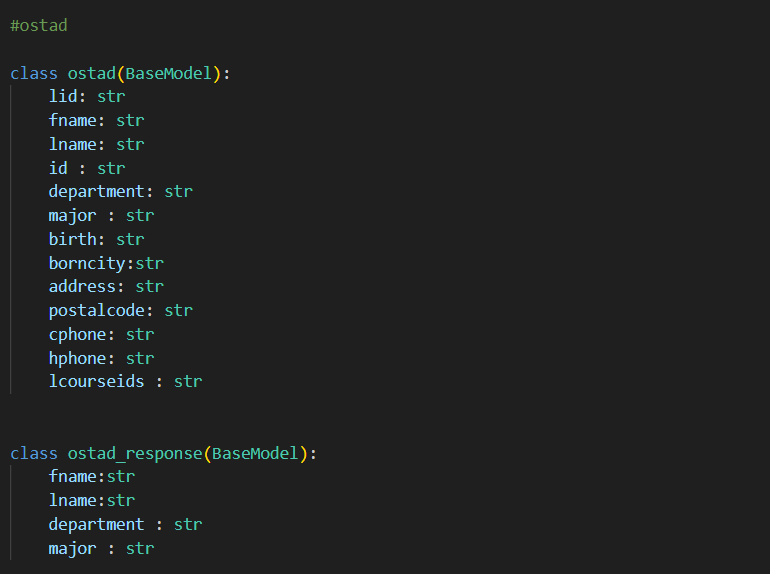 #ostad
class ostad(BaseModel):
    lid: str
    fname: str
    lname: str
    id : str
    department: str
    major : str
    birth: str
    borncity:str
    address: str
    postalcode: str
    cphone: str
    hphone: str
    lcourseids : str
class ostad_response(BaseModel):
    fname:str
    lname:str
    department : str
    major : str